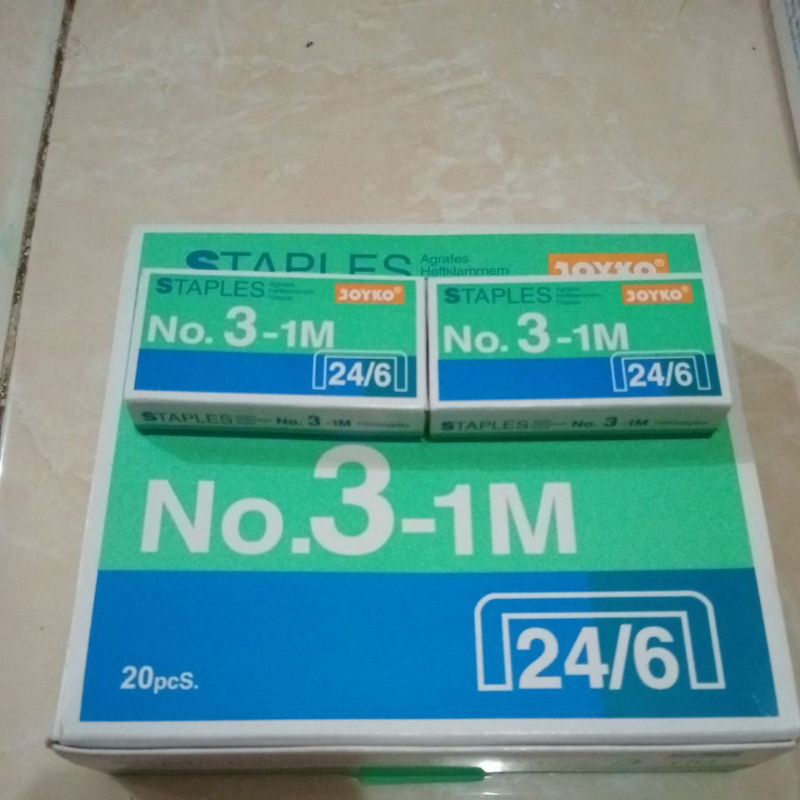 STAPLES Agrafes
Heftklammern
JOYKO®
STAPLES
JOYKO®
No. 3-1M
24/6
STAPLES No. 3-1M
STAPLES
JOYKO®
No. 3-1M
24/6
STAPLES No. 3-1M
No.3-1M
24/6
20pcs.